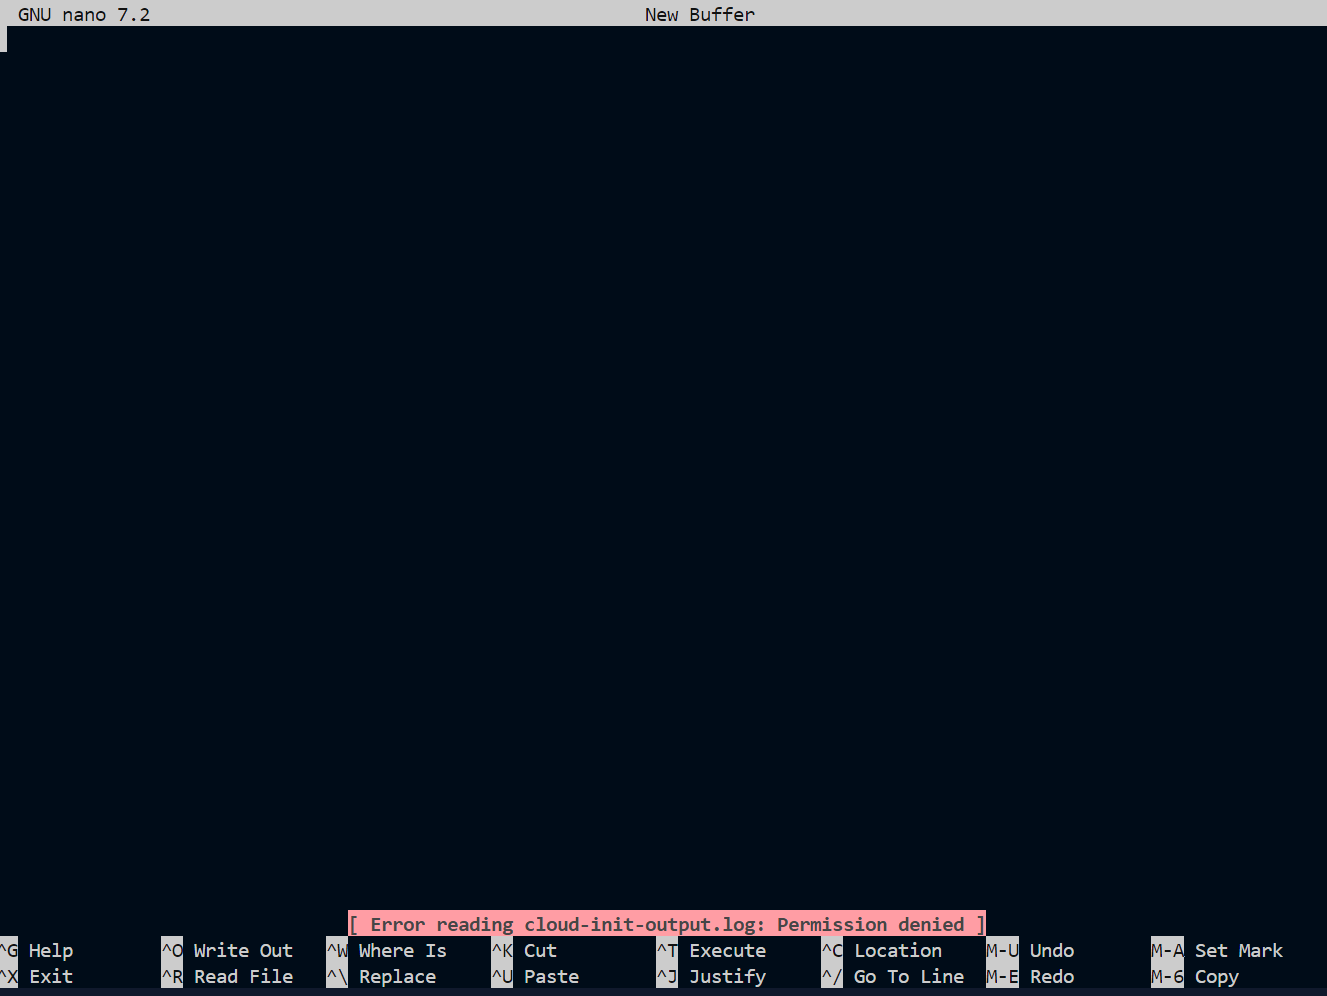 GNU nano 7.2 New Buffer
[ Error reading cloud-init-output.log: Permission denied ]
^G Help ^O Write Out ^W Where Is ^K Cut ^T Execute ^C Location M-U Undo M-A Set Mark
^X Exit ^R Read File ^\ Replace ^U Paste ^J Justify ^/ Go To Line M-E Redo M-6 Copy